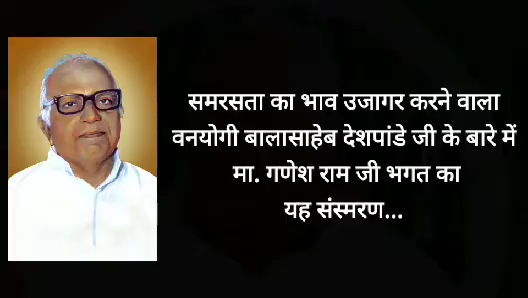 समरसता का भाव उजागर करने वाला
वनयोगी बालासाहेब देशपांडे जी के बारे में
मा. गणेश राम जी भगत का
यह संस्मरण...